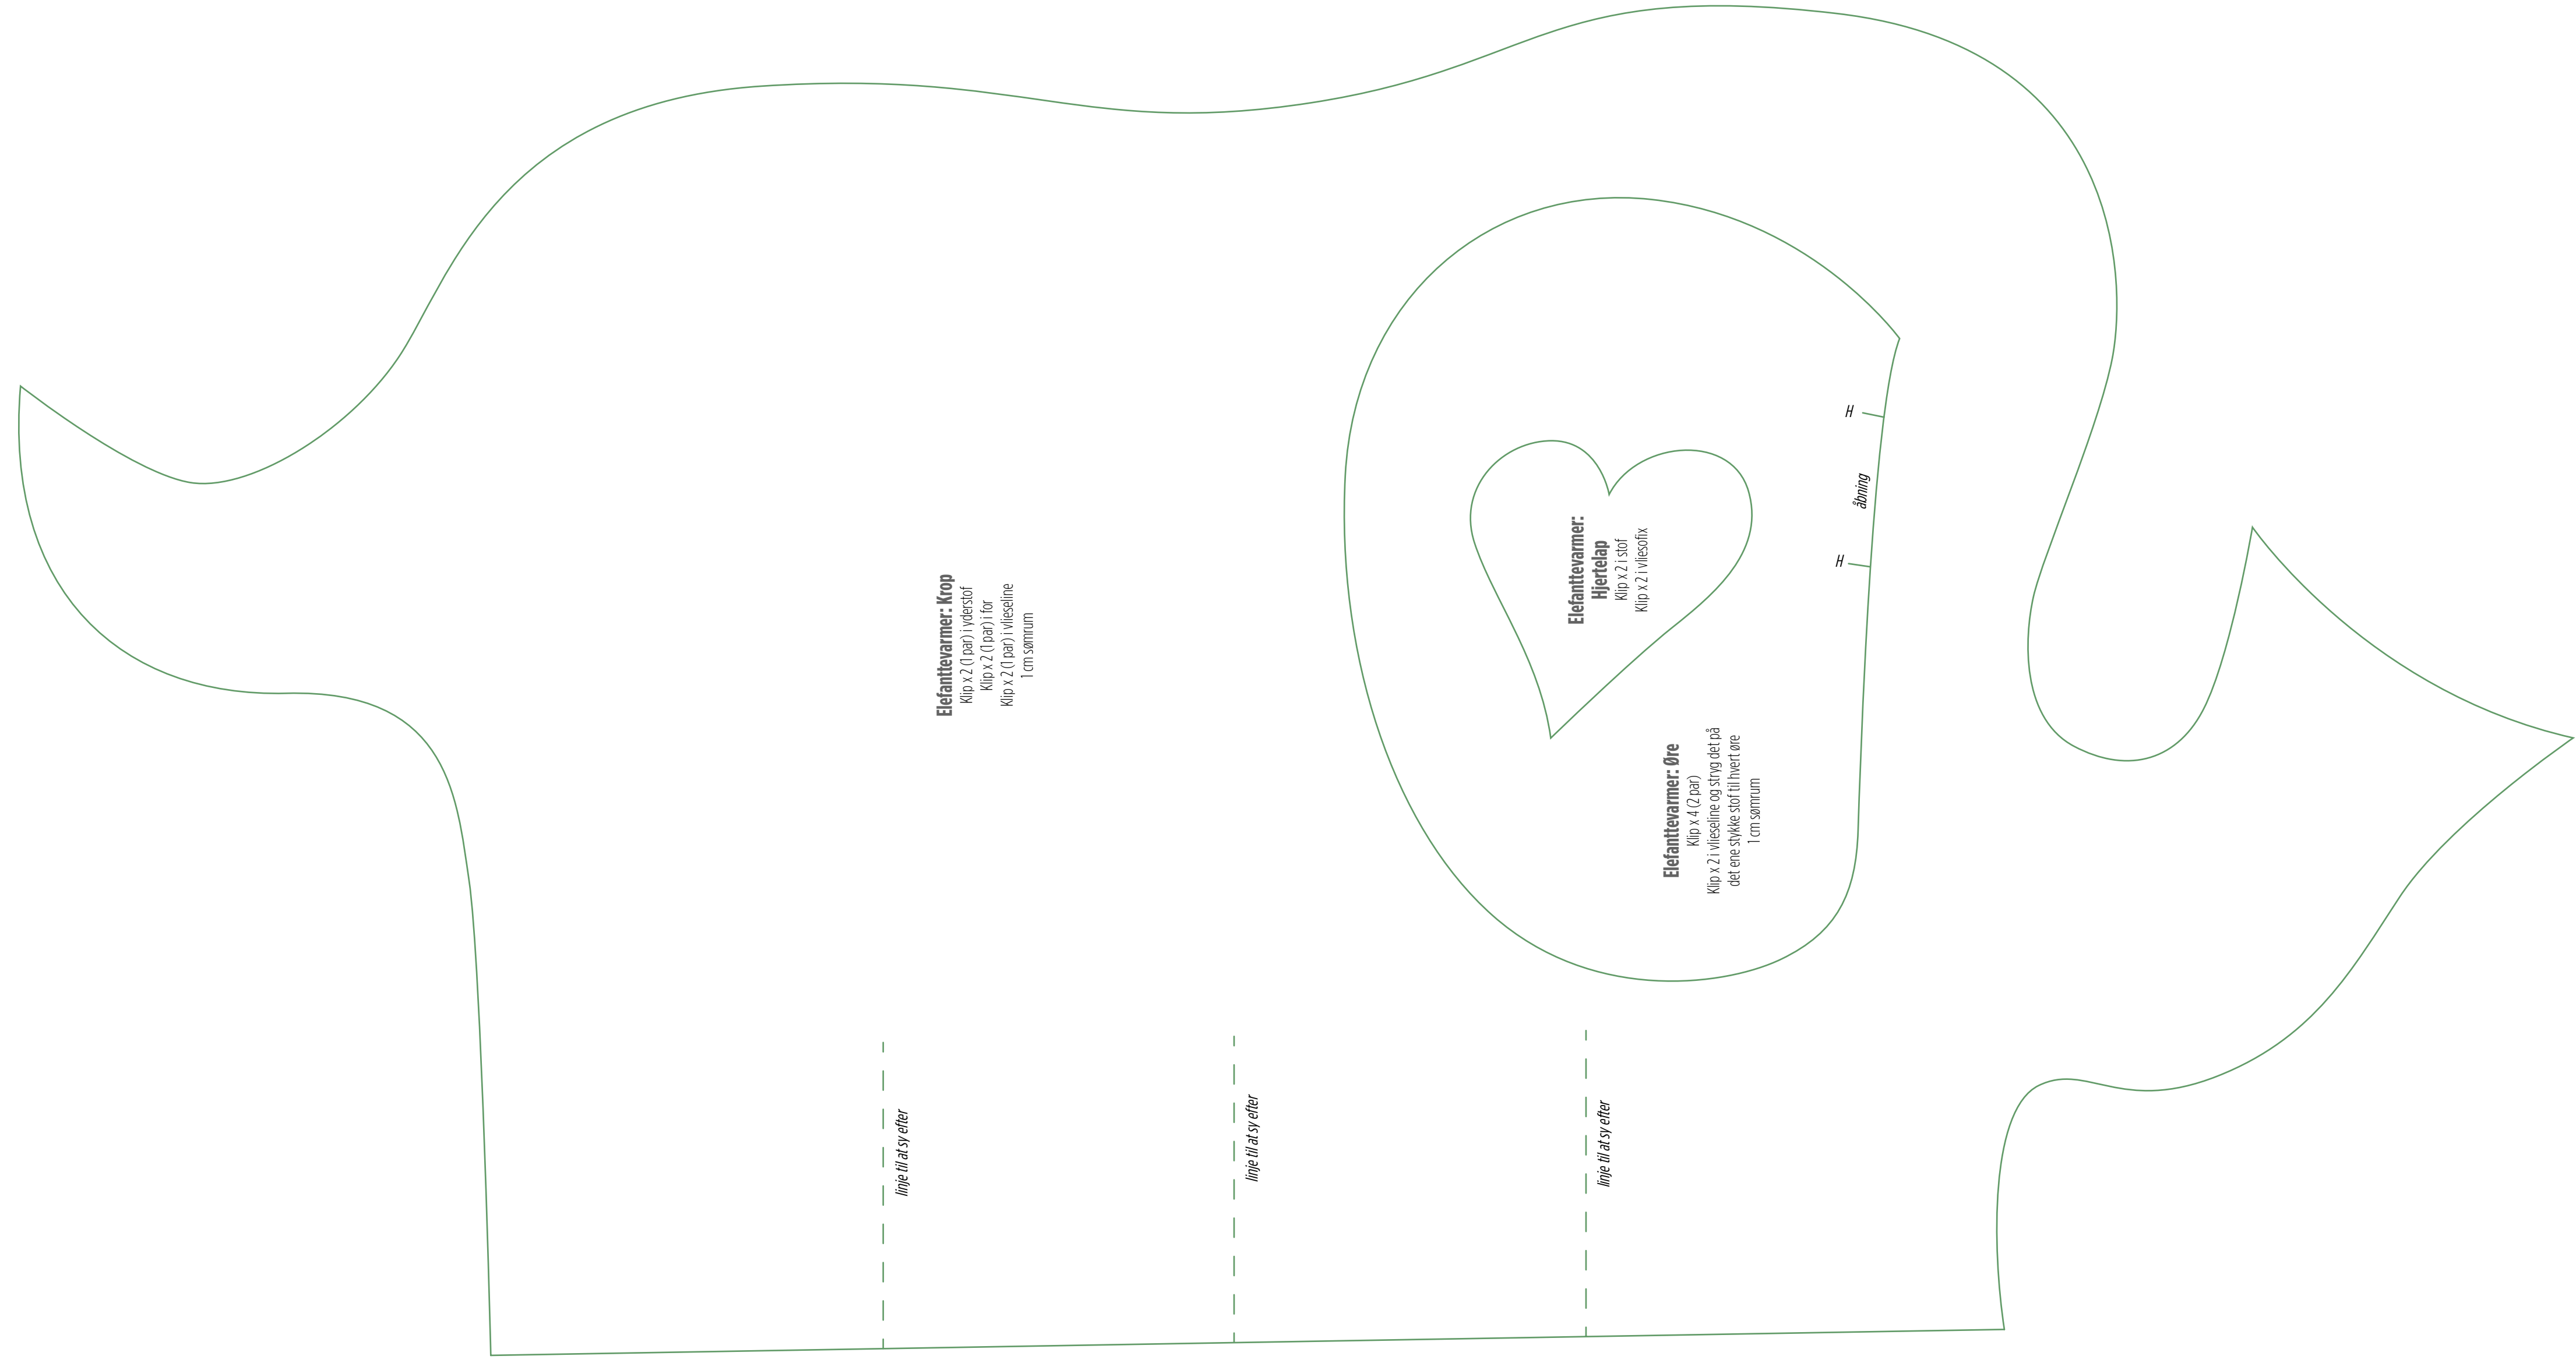 Elefanttevarmer: Krop
Klip x 2 (1 par) i yderstof
Klip x 2 (1 par) i for
Klip x 2 (1 par) i vlieseline
1 cm sømrum
Elefanttevarmer:
Hjertelap
Klip x 2 i stof
Klip x 2 i vliesofix
Elefanttevarmer: Øre
Klip x 4 (2 par)
Klip x 2 i vlieseline og stryg det på
det ene stykke stof til hvert øre
1 cm sømrum
H
åbning
H
linje til at sy efter
linje til at sy efter
linje til at sy efter